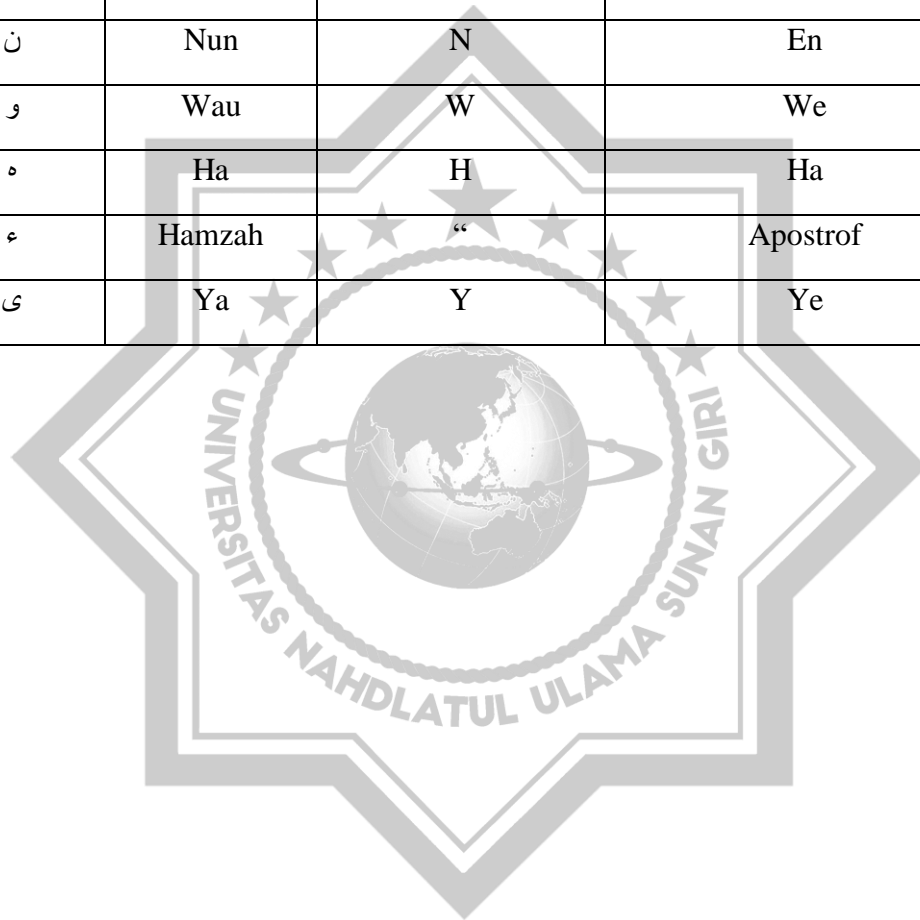 ن Nun N En
و Wau W We
ه Ha H Ha
ء Hamzah “ Apostrof
ى Ya Y Ye
UNIVERSITAS NAHDLATUL ULAMA SUNAN GIRI